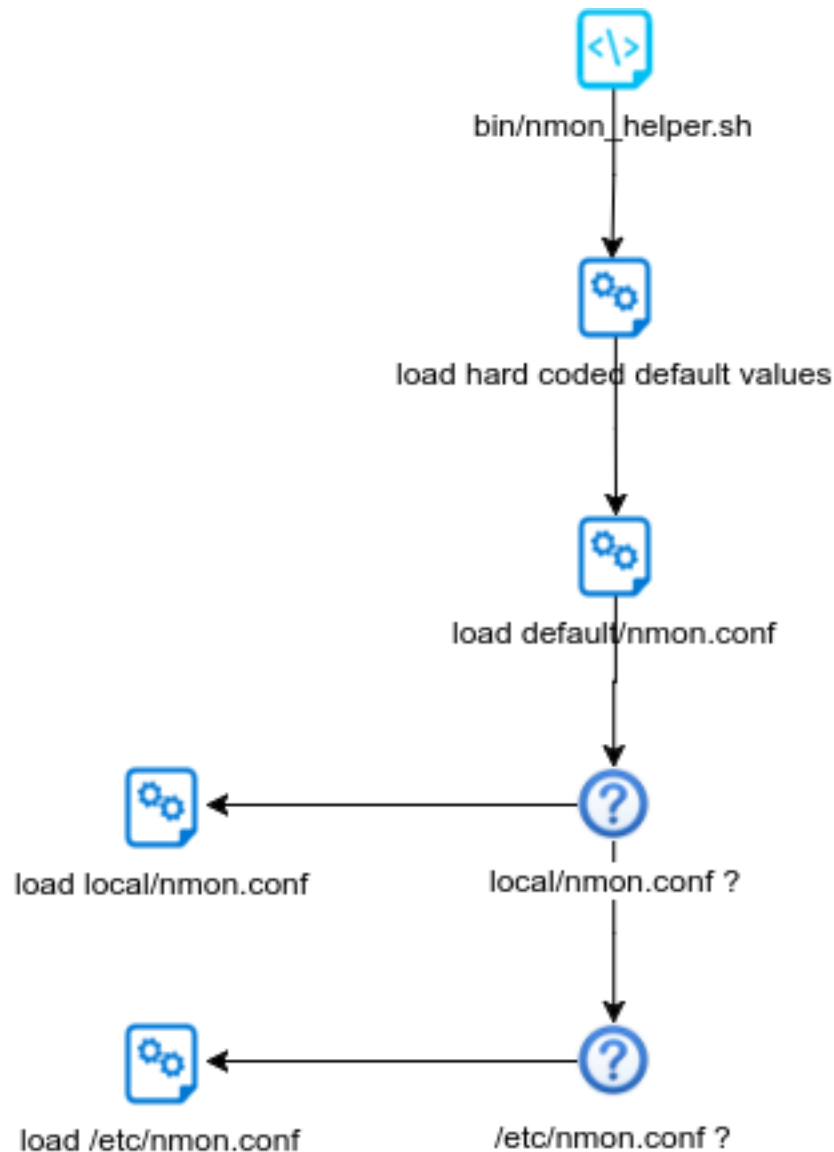 bin/nmon_helper.sh
load hard coded default values
load default/nmon.conf
load local/nmon.conf
local/nmon.conf ?
load /etc/nmon.conf
/etc/nmon.conf ?